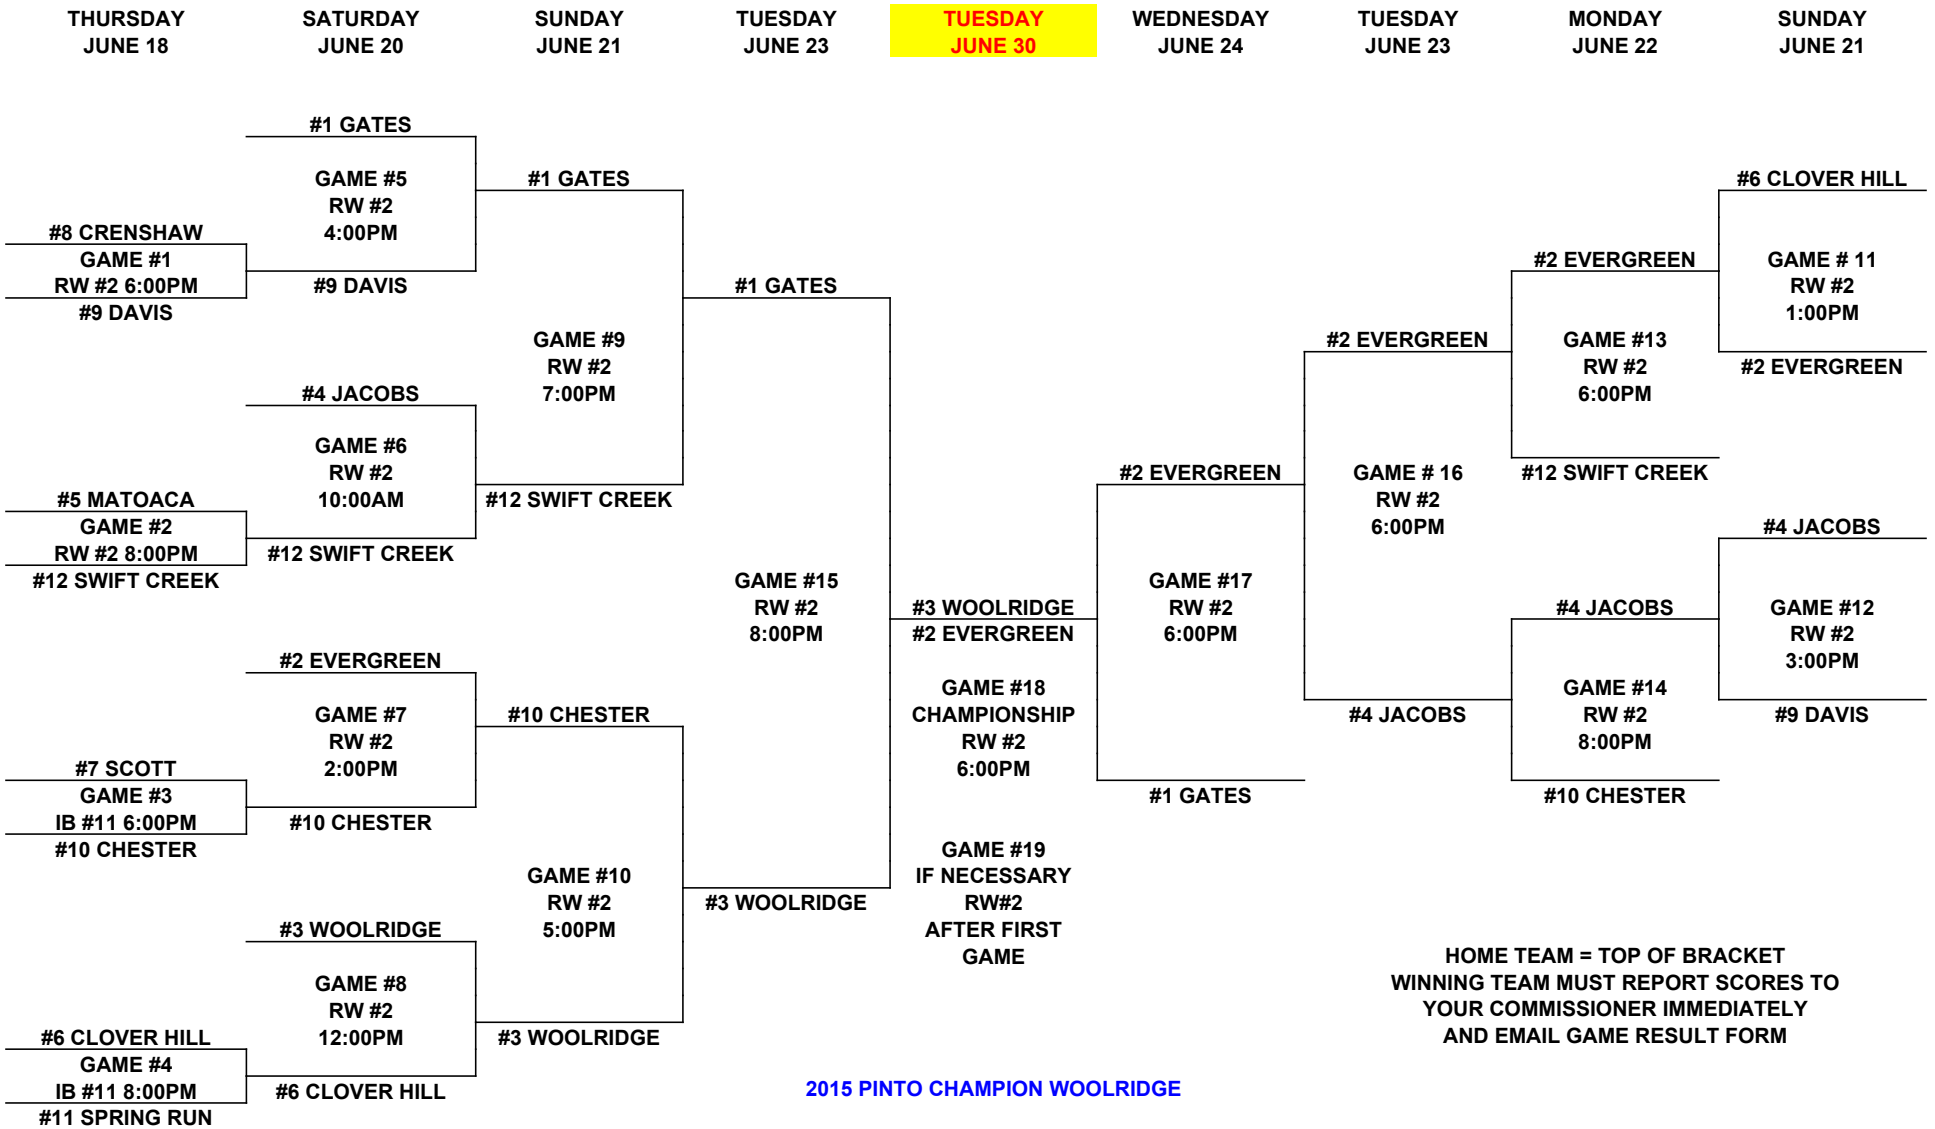 THURSDAY
JUNE 18
SATURDAY
JUNE 20
SUNDAY
JUNE 21
TUESDAY
JUNE 23
TUESDAY
JUNE 30
WEDNESDAY
JUNE 24
TUESDAY
JUNE 23
MONDAY
JUNE 22
SUNDAY
JUNE 21
#8 CRENSHAW
GAME #1
RW #2 6:00PM
#9 DAVIS
#5 MATOACA
GAME #2
RW #2 8:00PM
#12 SWIFT CREEK
#7 SCOTT
GAME #3
IB #11 6:00PM
#10 CHESTER
#6 CLOVER HILL
GAME #4
IB #11 8:00PM
#11 SPRING RUN
#1 GATES
GAME #5
RW #2
4:00PM
#9 DAVIS
#4 JACOBS
GAME #6
RW #2
10:00AM
#12 SWIFT CREEK
#2 EVERGREEN
GAME #7
RW #2
2:00PM
#10 CHESTER
#3 WOOLRIDGE
GAME #8
RW #2
12:00PM
#6 CLOVER HILL
#1 GATES
GAME #9
RW #2
7:00PM
#12 SWIFT CREEK
#10 CHESTER
GAME #10
RW #2
5:00PM
#3 WOOLRIDGE
#1 GATES
GAME #15
RW #2
8:00PM
#3 WOOLRIDGE
#3 WOOLRIDGE
#2 EVERGREEN
GAME #18
CHAMPIONSHIP
RW #2
6:00PM
GAME #19
IF NECESSARY
RW#2
AFTER FIRST
GAME
#2 EVERGREEN
GAME #17
RW #2
6:00PM
#1 GATES
#2 EVERGREEN
GAME # 16
RW #2
6:00PM
#4 JACOBS
#2 EVERGREEN
GAME #13
RW #2
6:00PM
#12 SWIFT CREEK
#4 JACOBS
GAME #14
RW #2
8:00PM
#10 CHESTER
#6 CLOVER HILL
GAME # 11
RW #2
1:00PM
#2 EVERGREEN
#4 JACOBS
GAME #12
RW #2
3:00PM
#9 DAVIS
HOME TEAM = TOP OF BRACKET
WINNING TEAM MUST REPORT SCORES TO
YOUR COMMISSIONER IMMEDIATELY
AND EMAIL GAME RESULT FORM
2015 PINTO CHAMPION WOOLRIDGE